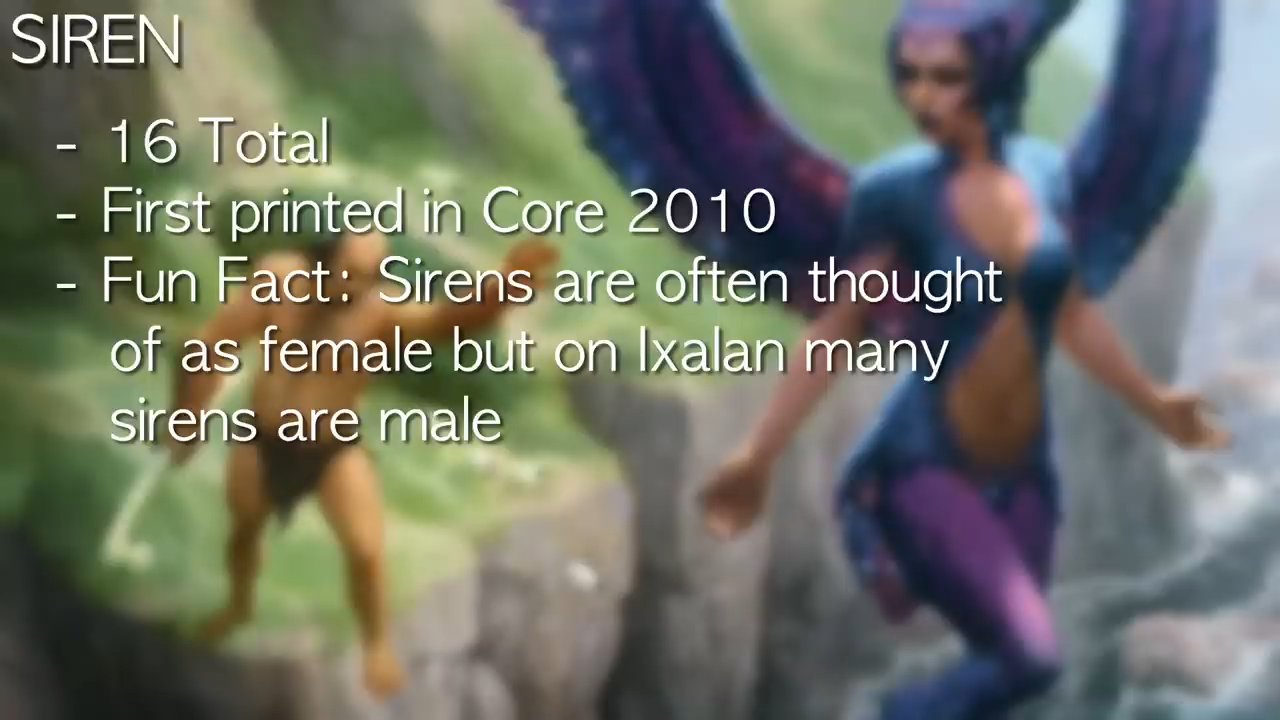 SIREN
- 16 Total
- First printed in Core 2010
- Fun Fact: Sirens are often thought
of as female but on Ixalan many
sirens are male